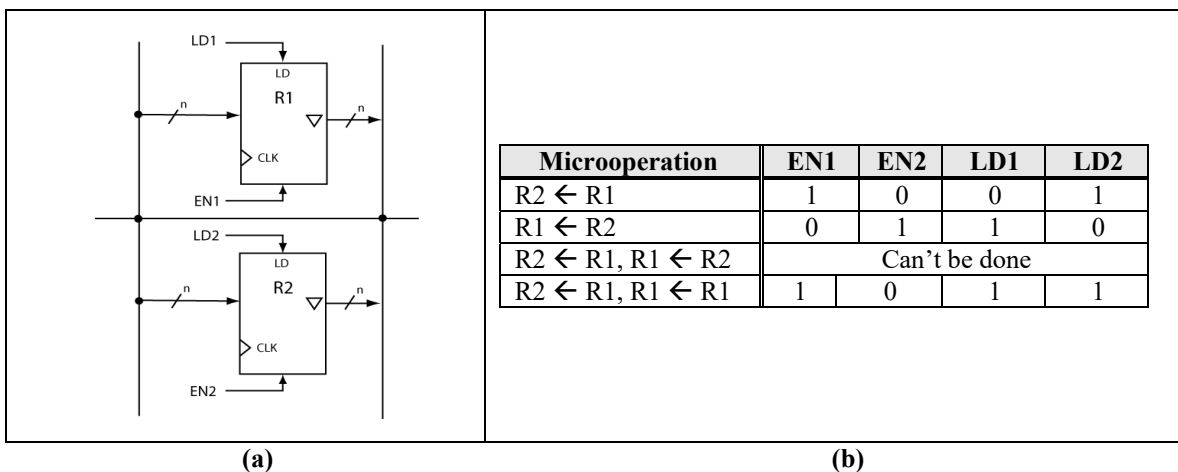 LD1
LD
R1
n
n
CLK
EN1
LD2
LD
R2
n
n
CLK
EN2
(a)
Microoperation EN1 EN2 LD1 LD2
R2 ← R1 1 0 0 1
R1 ← R2 0 1 1 0
R2 ← R1, R1 ← R2 Can’t be done
R2 ← R1, R1 ← R1 1 0 1 1
(b)